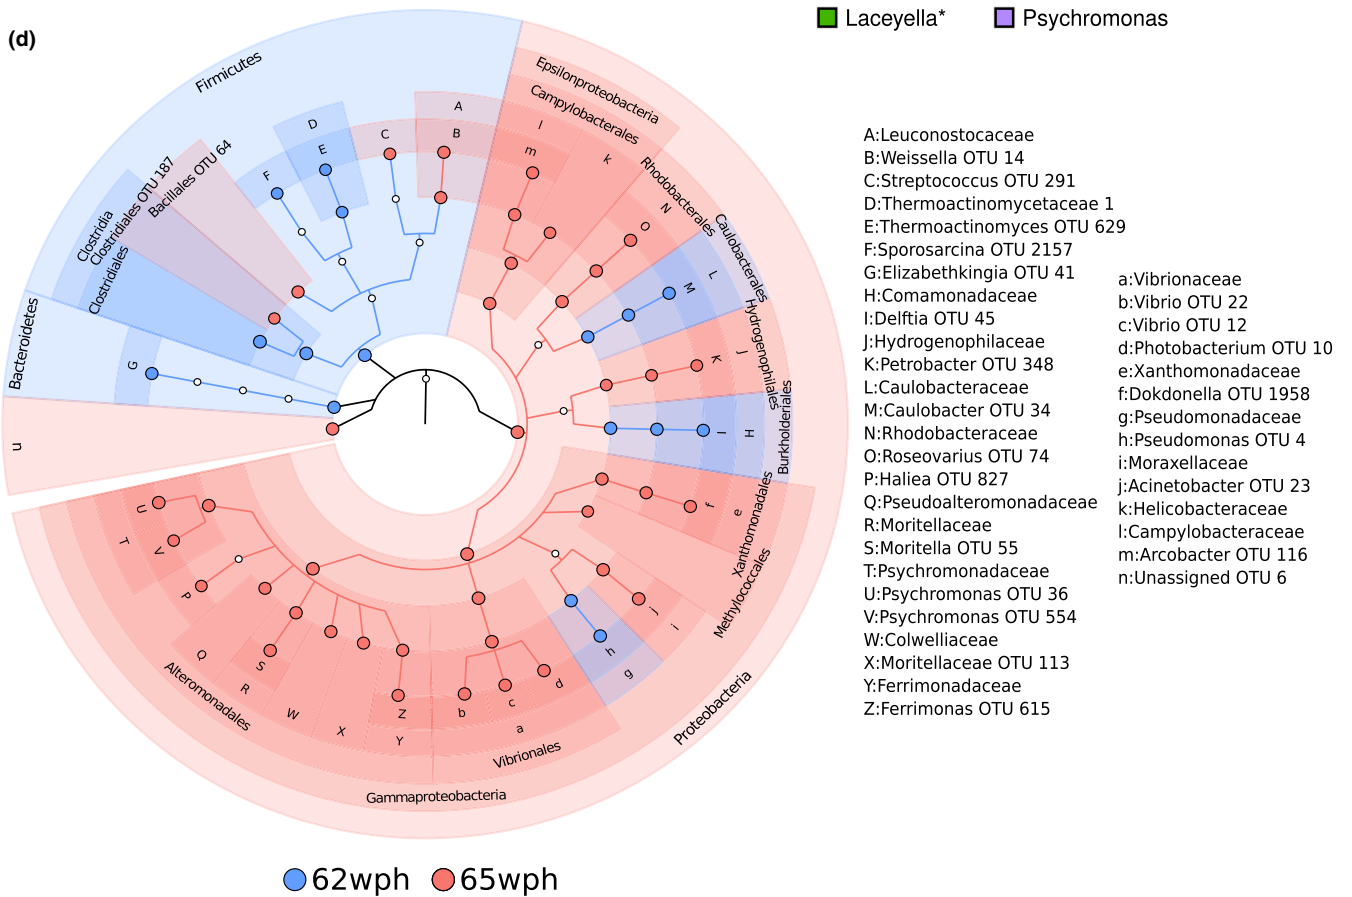 (d)
Laceyella*
Psychromonas
Firmicutes
Epsilonproteobacteria
Campylobacterales
Rhodobacterales
Caulobacterales
Hydrogenophilales
Burkholderiales
Xanthomonadales
Methylococcales
Proteobacteria
Vibrionales
Gammaproteobacteria
Alteromonadales
Bacteroidetes
Clostridia
Clostridiales OTU 187
Clostridiales
Bacillales OTU 64
A
B
C
D
E
F
G
l
m
k
N
O
L
M
J
K
H
I
f
e
j
i
h
g
d
c
b
a
Z
Y
X
W
S
R
Q
P
U
V
T
n
A:Leuconostocaceae
B:Weissella OTU 14
C:Streptococcus OTU 291
D:Thermoactinomycetaceae 1
E:Thermoactinomyces OTU 629
F:Sporosarcina OTU 2157
G:Elizabethkingia OTU 41
H:Comamonadaceae
I:Delftia OTU 45
J:Hydrogenophilaceae
K:Petrobacter OTU 348
L:Caulobacteraceae
M:Caulobacter OTU 34
N:Rhodobacteraceae
O:Roseovarius OTU 74
P:Haliea OTU 827
Q:Pseudoalteromonadaceae
R:Moritellaceae
S:Moritella OTU 55
T:Psychromonadaceae
U:Psychromonas OTU 36
V:Psychromonas OTU 554
W:Colwelliaceae
X:Moritellaceae OTU 113
Y:Ferrimonadaceae
Z:Ferrimonas OTU 615
a:Vibrionaceae
b:Vibrio OTU 22
c:Vibrio OTU 12
d:Photobacterium OTU 10
e:Xanthomonadaceae
f:Dokdonella OTU 1958
g:Pseudomonadaceae
h:Pseudomonas OTU 4
i:Moraxellaceae
j:Acinetobacter OTU 23
k:Helicobacteraceae
l:Campylobacteraceae
m:Arcobacter OTU 116
n:Unassigned OTU 6
62wph
65wph